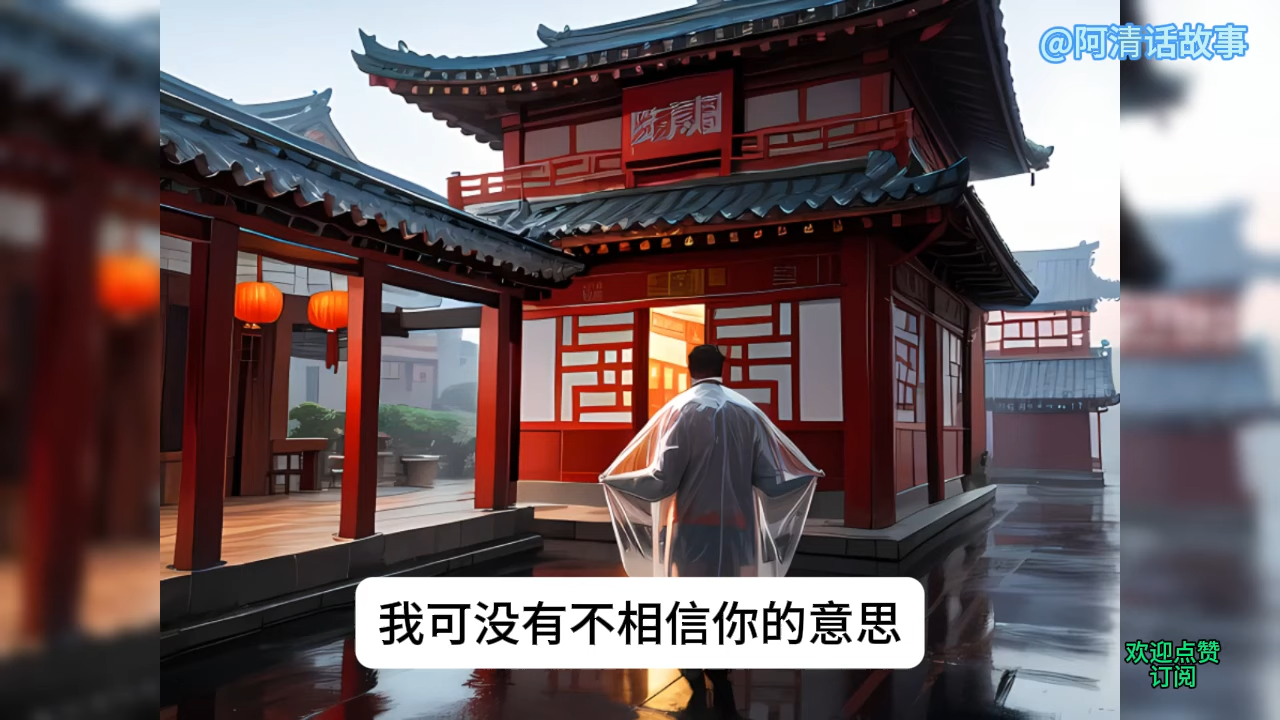 @阿清话故事
我可没有不相信你的意思
欢迎点赞
订阅